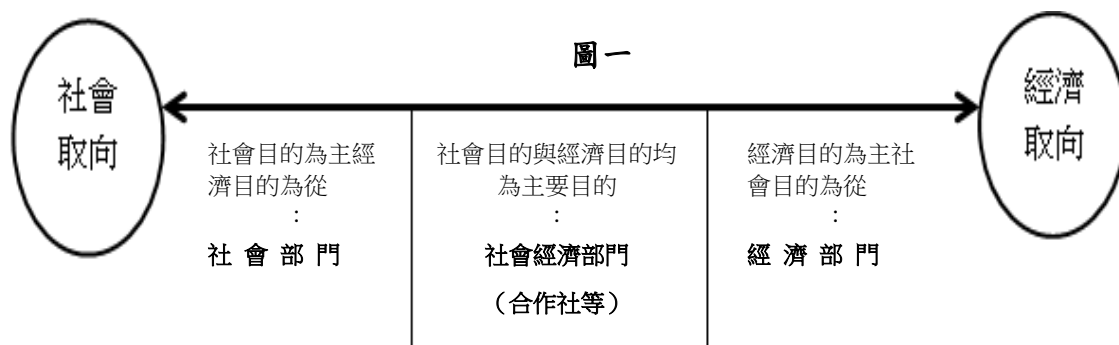 圖一
社會
取向
經濟
取向
社會目的為主經
濟目的為從
:
社會部門
社會目的與經濟目的均
為主要目的
:
社會經濟部門
（合作社等）
經濟目的為主社
會目的為從
:
經濟部門